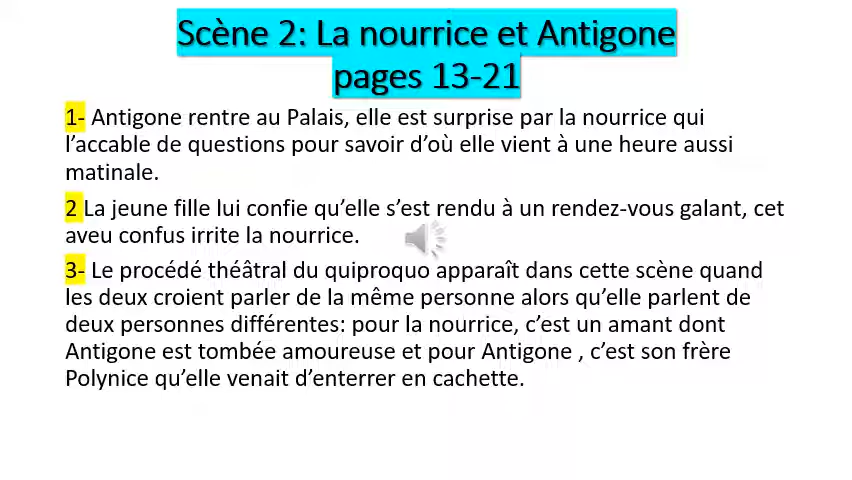 Scène 2: La nourrice et Antigone
pages 13-21
1- Antigone rentre au Palais, elle est surprise par la nourrice qui
l’accable de questions pour savoir d’où elle vient à une heure aussi
matinale.
2 La jeune fille lui confie qu’elle s’est rendu à un rendez-vous galant, cet
aveu confus irrite la nourrice.
3- Le procédé théâtral du quiproquo apparaît dans cette scène quand
les deux croient parler de la même personne alors qu’elle parlent de
deux personnes différentes: pour la nourrice, c’est un amant dont
Antigone est tombée amoureuse et pour Antigone , c’est son frère
Polynice qu’elle venait d’enterrer en cachette.